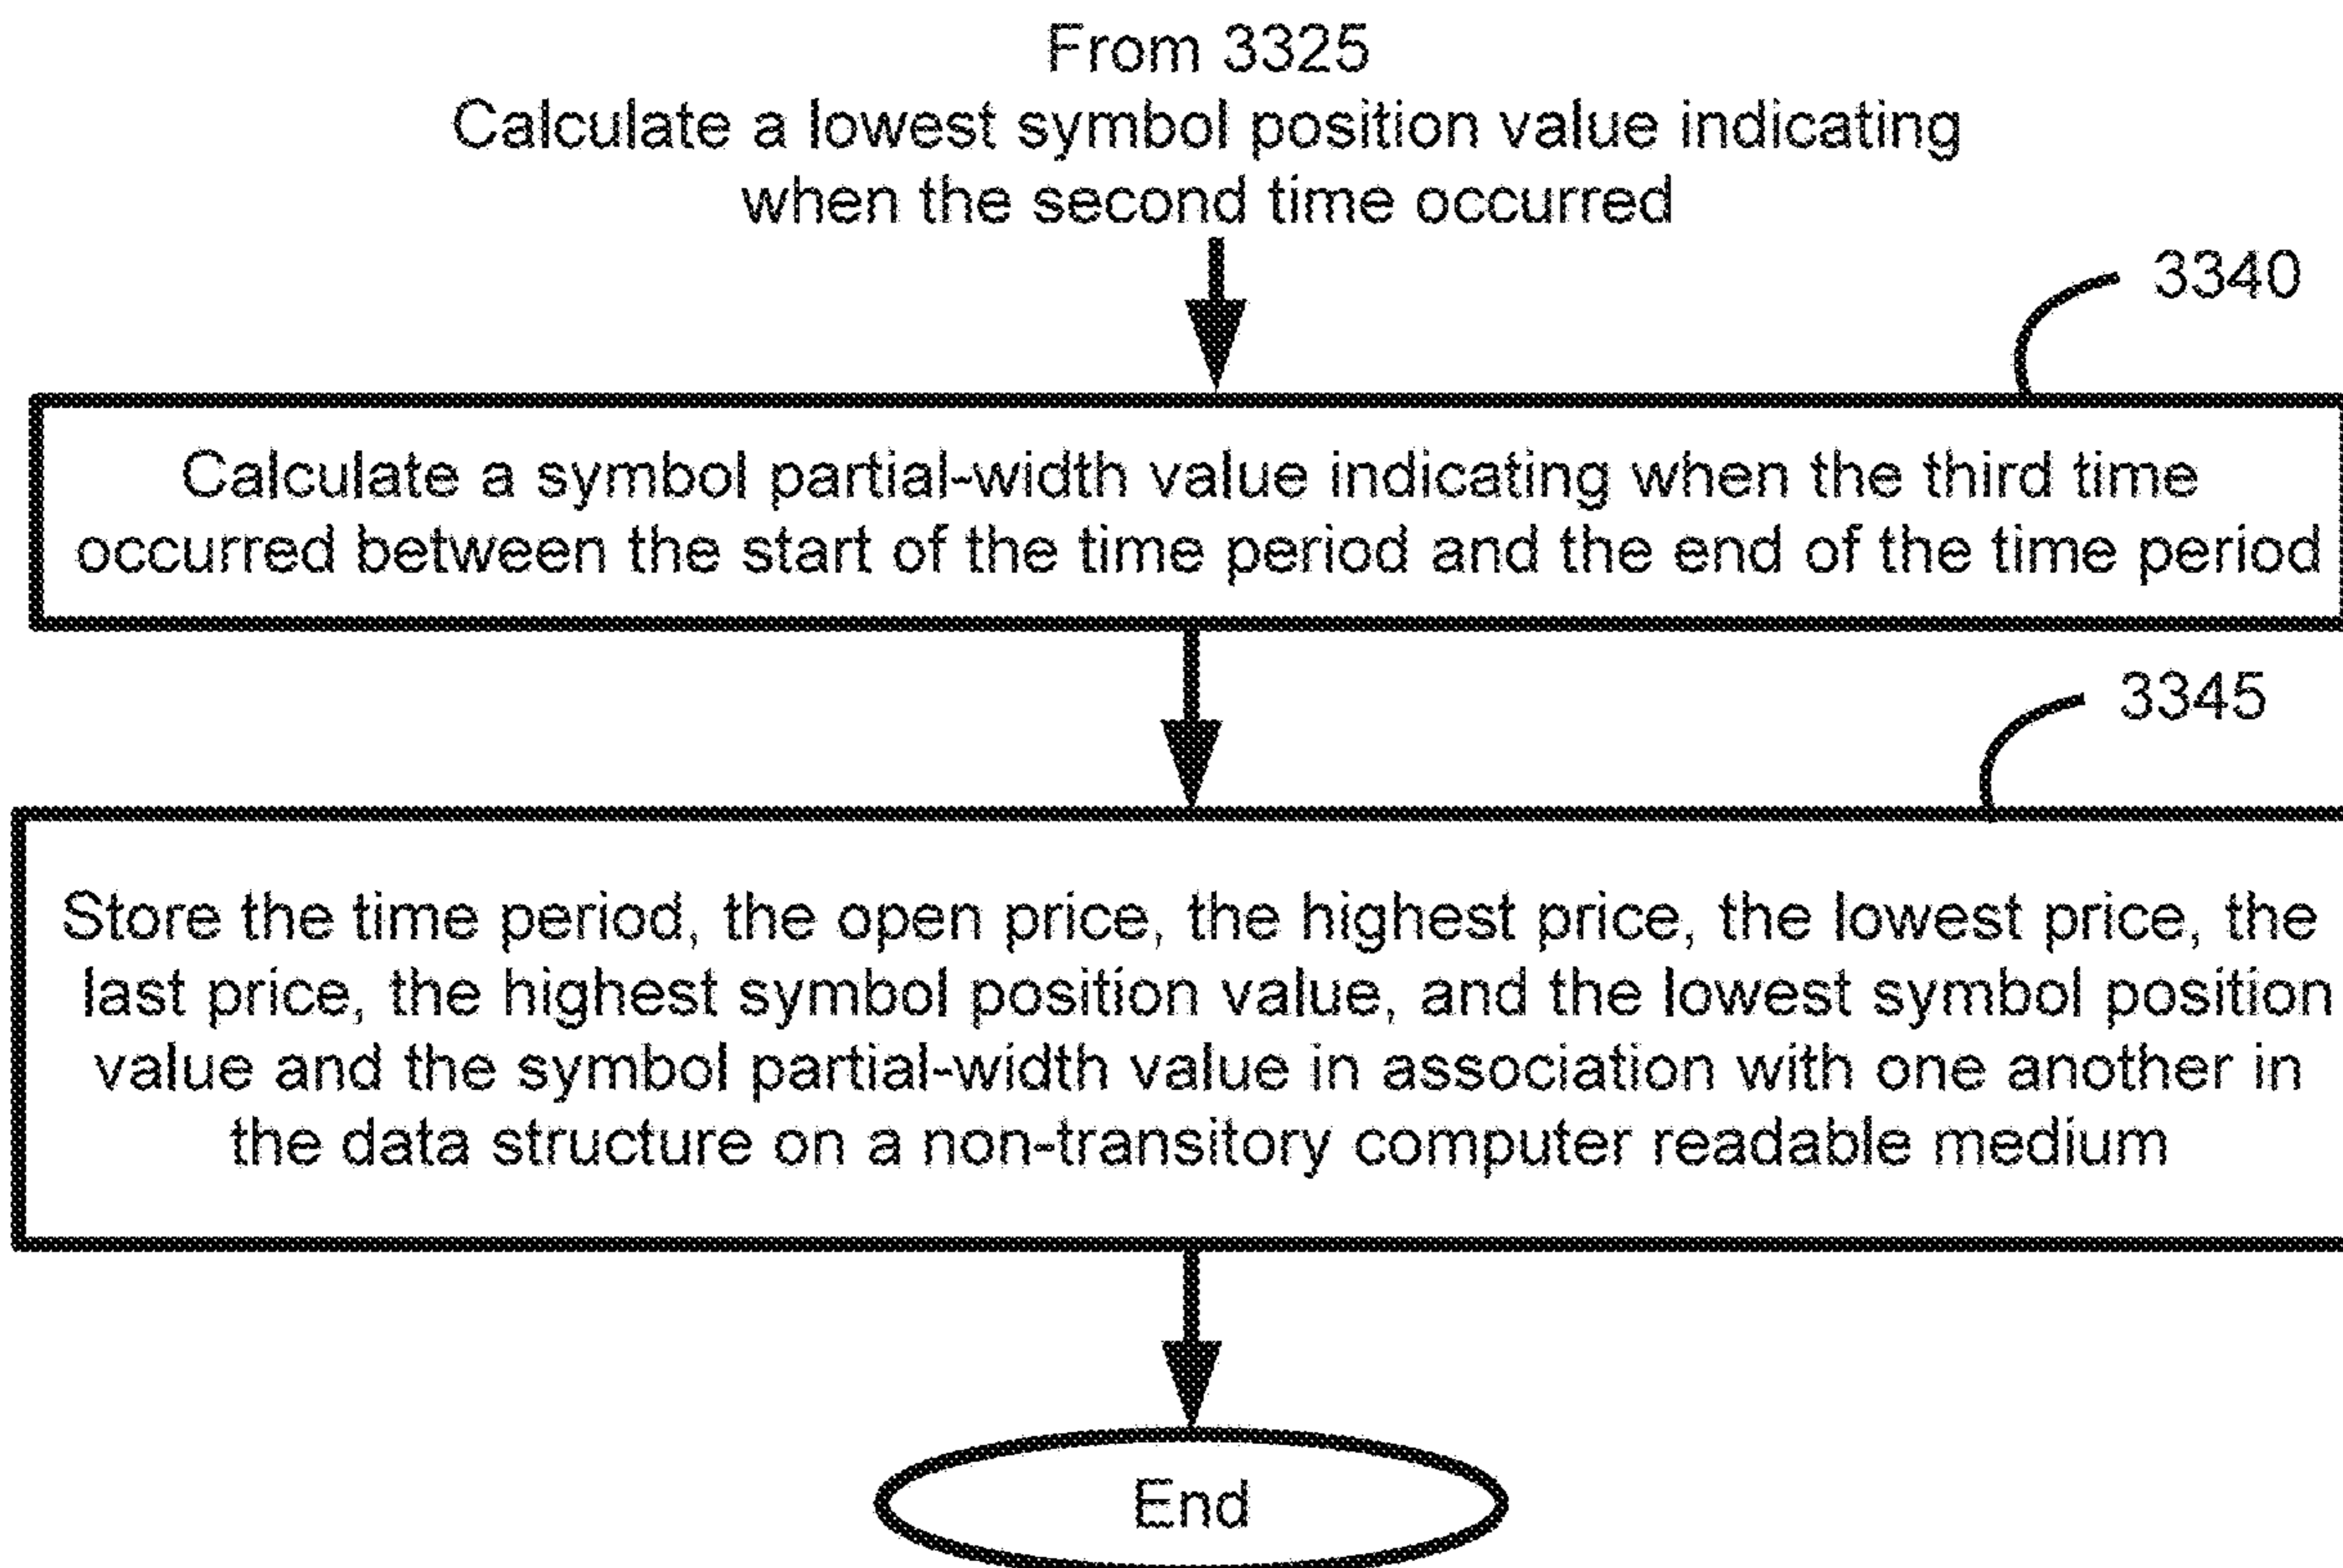 From 3325
Calculate a lowest symbol position value indicating
when the second time occurred
3340
Calculate a symbol partial-width value indicating when the third time
occurred between the start of the time period and the end of the time period
3345
Store the time period, the open price, the highest price, the lowest price, the
last price, the highest symbol position value, and the lowest symbol position
value and the symbol partial-width value in association with one another in
the data structure on a non-transitory computer readable medium
End